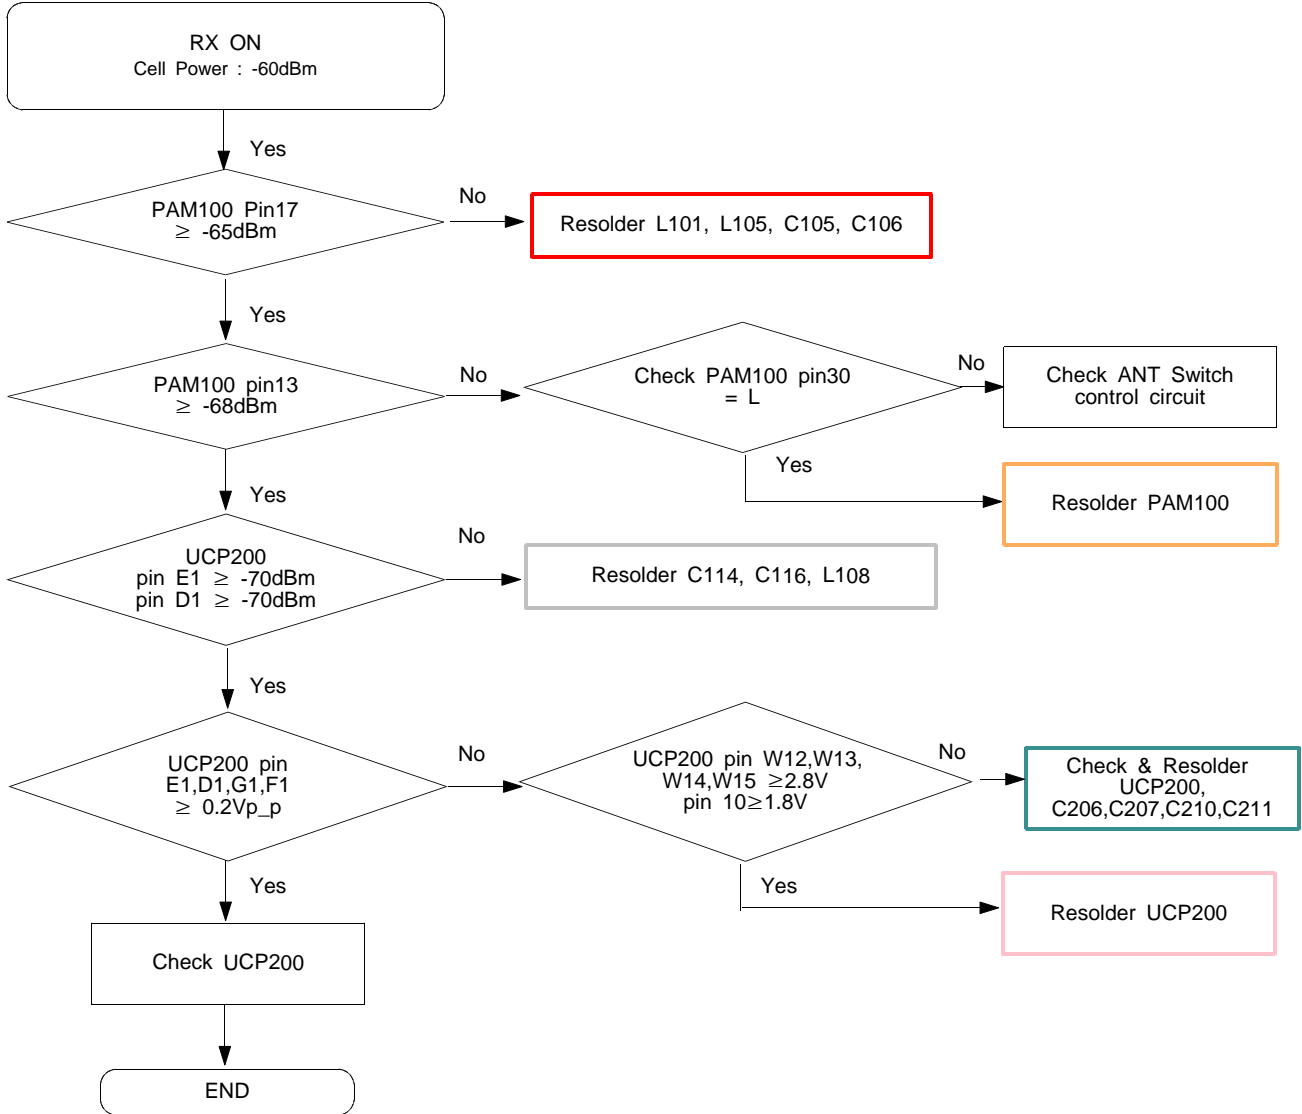 RX ON
Cell Power : -60dBm
Yes
PAM100 Pin17
≥ -65dBm
No
Resolder L101, L105, C105, C106
Yes
PAM100 pin13
≥ -68dBm
No
Check PAM100 pin30
= L
No
Check ANT Switch
control circuit
Yes
Resolder PAM100
Yes
UCP200
pin E1 ≥ -70dBm
pin D1 ≥ -70dBm
No
Resolder C114, C116, L108
Yes
UCP200 pin
E1,D1,G1,F1
≥ 0.2Vp_p
No
UCP200 pin W12,W13,
W14,W15 ≥2.8V
pin 10≥1.8V
No
Check & Resolder
UCP200,
C206,C207,C210,C211
Yes
Resolder UCP200
Yes
Check UCP200
END